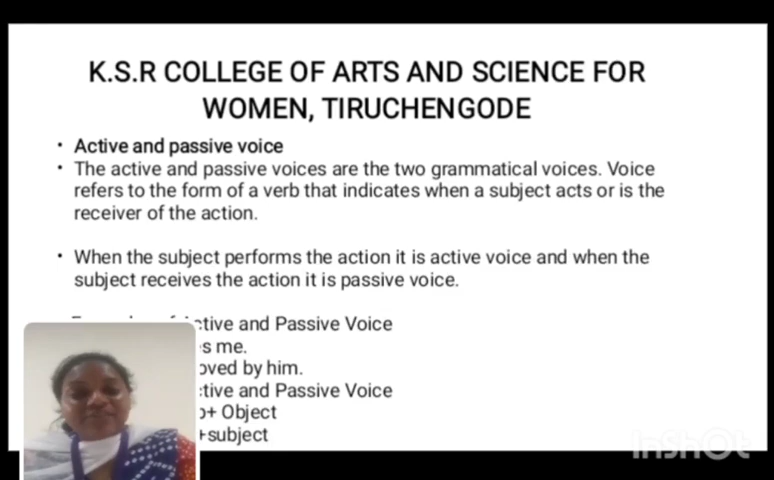 K.S.R COLLEGE OF ARTS AND SCIENCE FOR
WOMEN, TIRUCHENGODE
• Active and passive voice
• The active and passive voices are the two grammatical voices. Voice
refers to the form of a verb that indicates when a subject acts or is the
receiver of the action.
• When the subject performs the action it is active voice and when the
subject receives the action it is passive voice.
and Passive Voice
me.
by him.
and Passive Voice
+ Object
+subject
InShOt